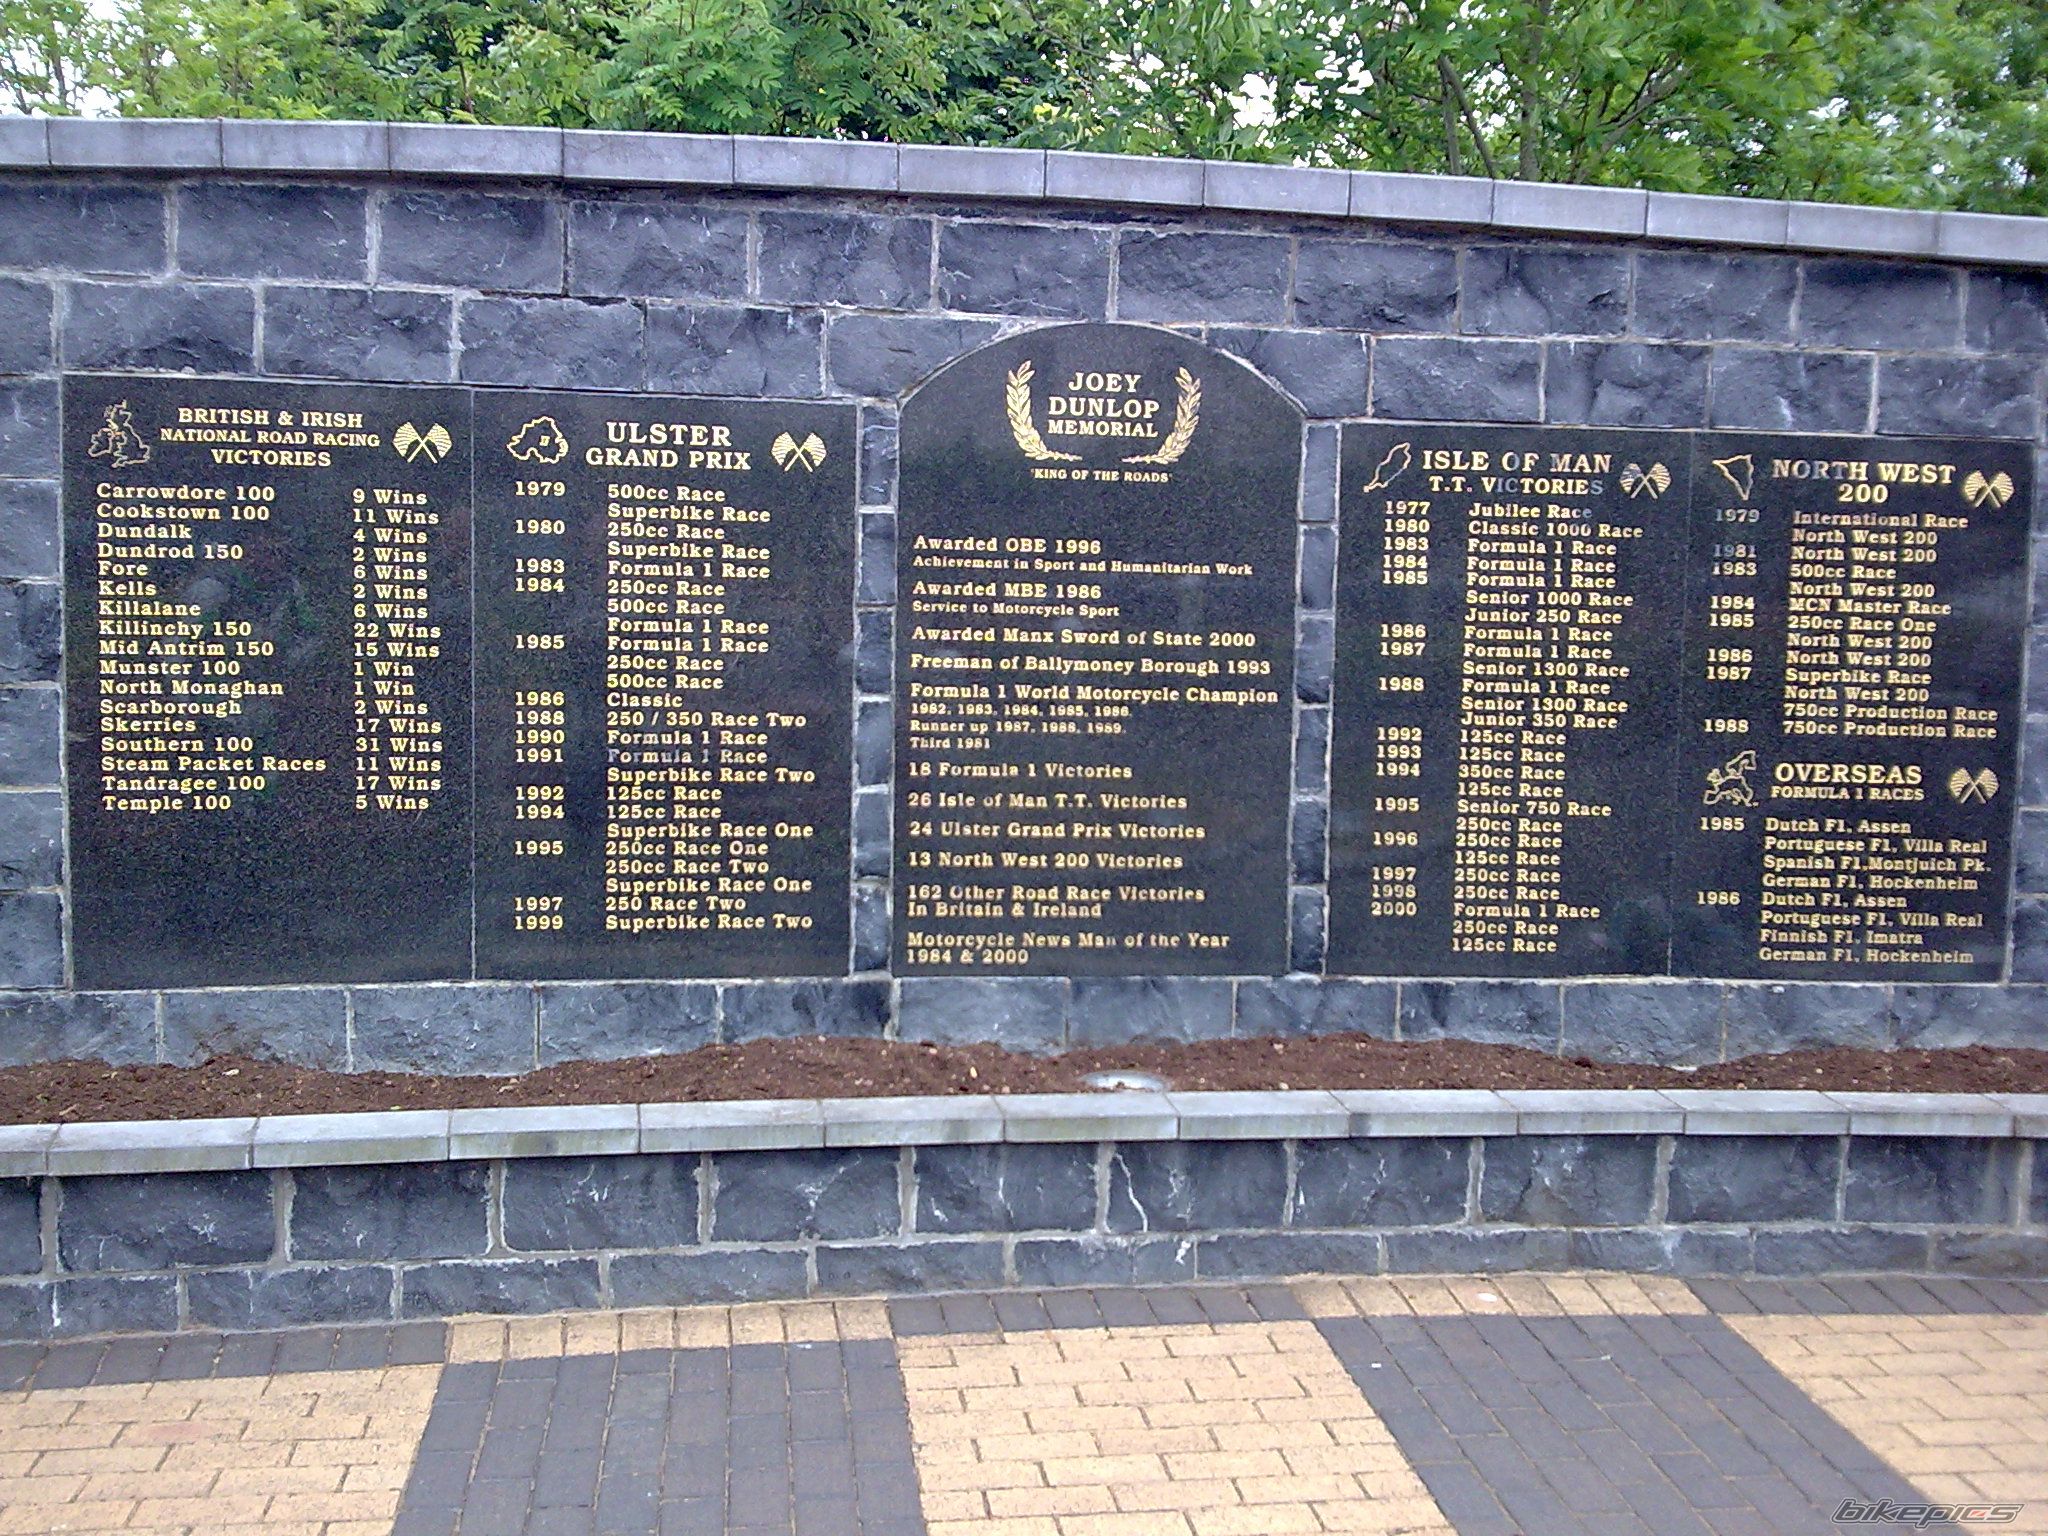 BRITISH & IRISH
NATIONAL ROAD RACING
VICTORIES
Carrowdore 100 9 Wins
Cookstown 100 11 Wins
Dundalk 4 Wins
Dundrod 150 2 Wins
Fore 6 Wins
Kells 2 Wins
Killalane 6 Wins
Killinchy 150 22 Wins
Mid Antrim 150 15 Wins
Munster 100 1 Win
North Monaghan 1 Win
Scarborough 2 Wins
Skerries 17 Wins
Southern 100 31 Wins
Steam Packet Races 11 Wins
Tandragee 100 17 Wins
Temple 100 5 Wins
ULSTER
GRAND PRIX
1979 500cc Race
Superbike Race
1980 250cc Race
Superbike Race
1983 Formula 1 Race
1984 250cc Race
500cc Race
Formula 1 Race
1985 Formula 1 Race
250cc Race
500cc Race
1986 Classic
1988 250 / 350 Race Two
1990 Formula 1 Race
1991 Formula 1 Race
Superbike Race Two
1992 125cc Race
1994 125cc Race
Superbike Race One
1995 250cc Race One
250cc Race Two
Superbike Race One
1997 250 Race Two
1999 Superbike Race Two
JOEY
DUNLOP
MEMORIAL
'KING OF THE ROADS'
Awarded OBE 1996
Achievement in Sport and Humanitarian Work
Awarded MBE 1986
Service to Motorcycle Sport
Awarded Manx Sword of State 2000
Freeman of Ballymoney Borough 1993
Formula 1 World Motorcycle Champion
1982, 1983, 1984, 1985, 1986.
Runner up 1987, 1988, 1989.
Third 1981
18 Formula 1 Victories
26 Isle of Man T.T. Victories
24 Ulster Grand Prix Victories
13 North West 200 Victories
162 Other Road Race Victories
In Britain & Ireland
Motorcycle News Man of the Year
1984 & 2000
ISLE OF MAN
T.T. VICTORIES
1977 Jubilee Race
1980 Classic 1000 Race
1983 Formula 1 Race
1984 Formula 1 Race
1985 Formula 1 Race
Senior 1000 Race
Junior 250 Race
1986 Formula 1 Race
1987 Formula 1 Race
Senior 1300 Race
1988 Formula 1 Race
Senior 1300 Race
Junior 350 Race
1992 125cc Race
1993 125cc Race
1994 350cc Race
125cc Race
1995 Senior 750 Race
250cc Race
1996 250cc Race
125cc Race
1997 250cc Race
1998 250cc Race
2000 Formula 1 Race
250cc Race
125cc Race
NORTH WEST
200
1979 International Race
North West 200
1981 North West 200
1983 500cc Race
North West 200
1984 MCN Master Race
1985 250cc Race One
North West 200
1986 North West 200
1987 Superbike Race
North West 200
750cc Production Race
1988 750cc Production Race
OVERSEAS
FORMULA 1 RACES
1985 Dutch F1, Assen
Portuguese F1, Villa Real
Spanish F1,Montjuich Pk.
German F1, Hockenheim
1986 Dutch F1, Assen
Portuguese F1, Villa Real
Finnish F1, Imatra
German F1, Hockenheim
bikepics